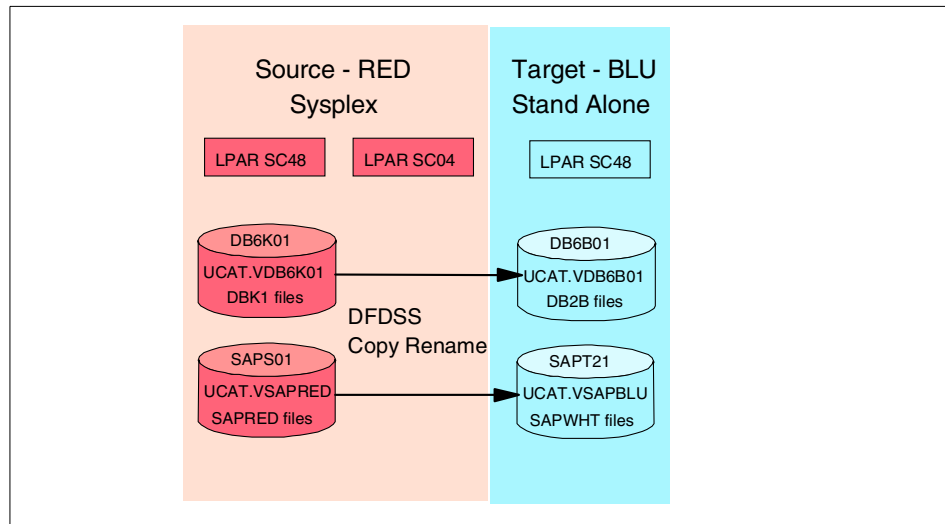 Source - RED
Sysplex
Target - BLU
Stand Alone
LPAR SC48
LPAR SC04
LPAR SC48
DB6K01
UCAT.VDB6K01
DBK1 files
DB6B01
UCAT.VDB6B01
DB2B files
DFDSS
Copy Rename
SAPS01
UCAT.VSAPRED
SAPRED files
SAPT21
UCAT.VSAPBLU
SAPWHT files